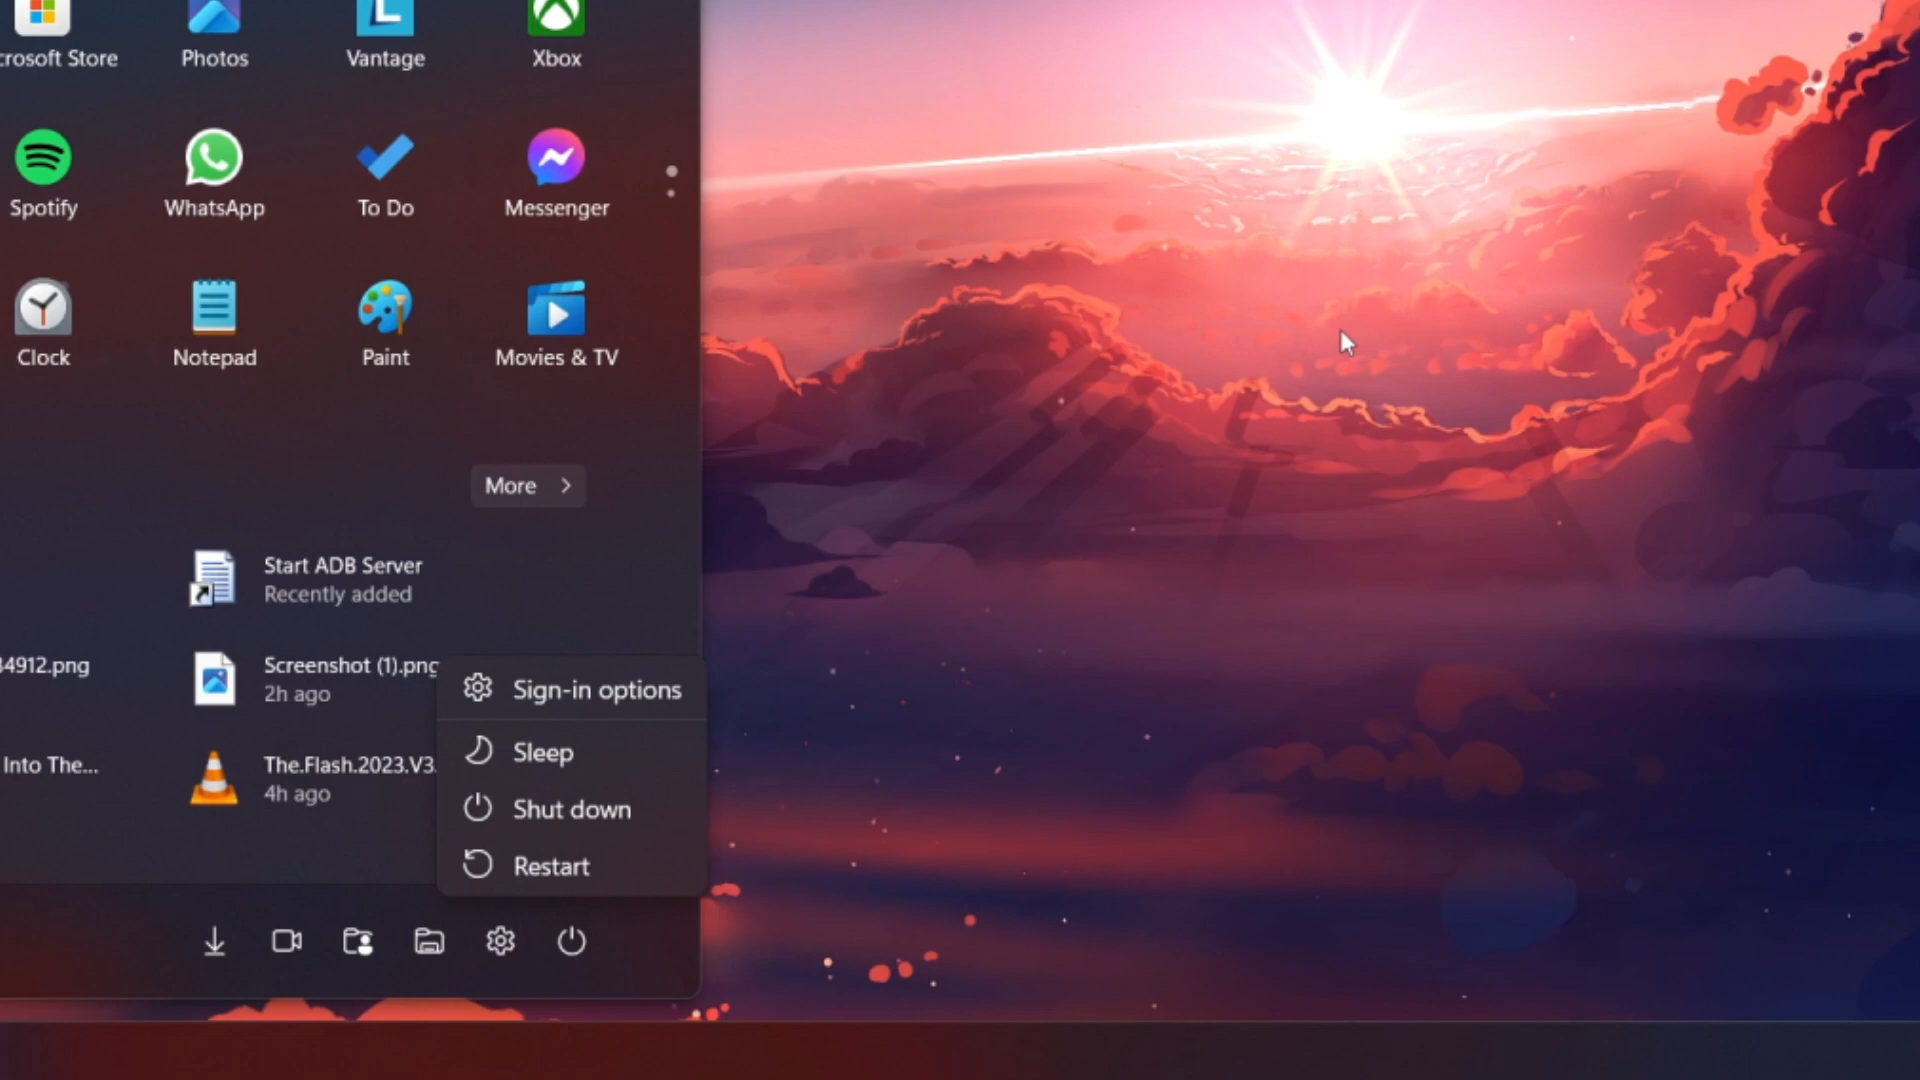 crosoft Store
Photos
Vantage
Xbox
Spotify
WhatsApp
To Do
Messenger
Clock
Notepad
Paint
Movies & TV
More
Start ADB Server
Recently added
34912.png
Screenshot (1).png
2h ago
Into The...
The.Flash.2023.V3.
4h ago
Sign-in options
Sleep
Shut down
Restart